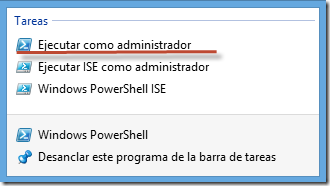 Tareas
Ejecutar como administrador
Ejecutar ISE como administrador
Windows PowerShell ISE
Windows PowerShell
Desanclar este programa de la barra de tareas